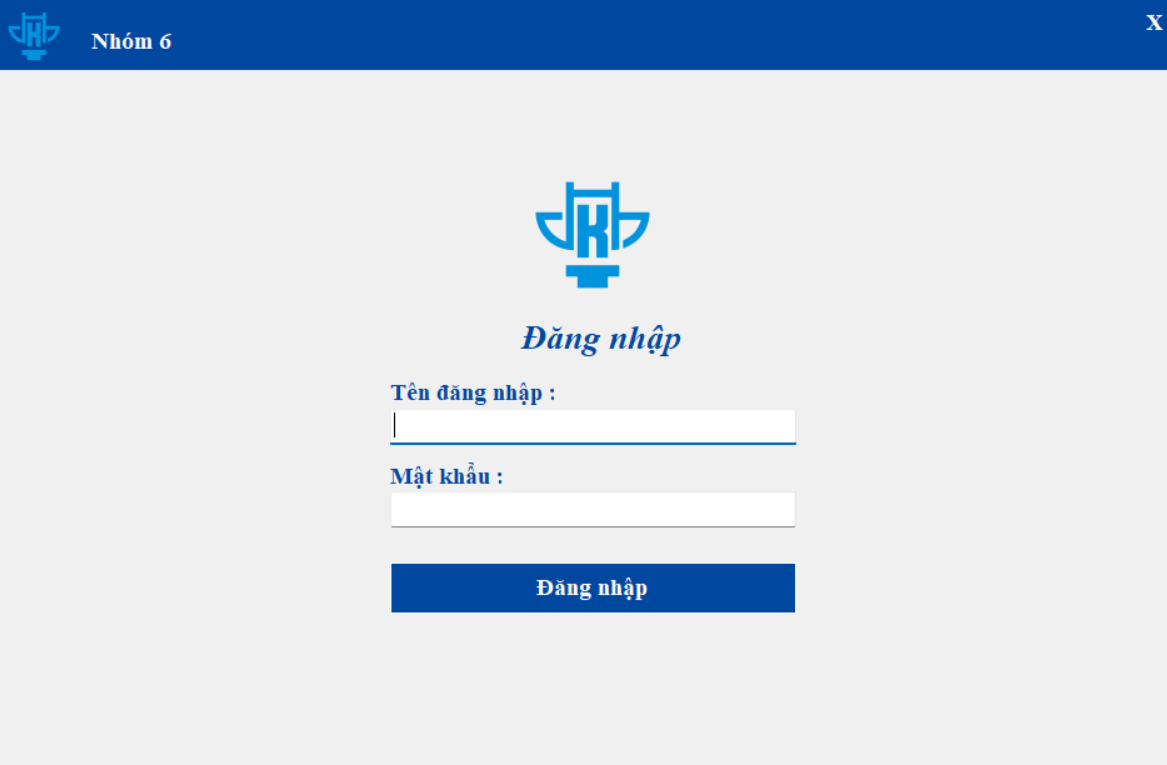 Nhóm 6
X
Đăng nhập
Tên đăng nhập :
Mật khẩu :
Đăng nhập